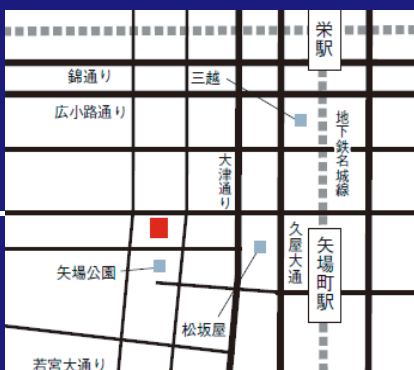 栄駅
錦通り
三越
広小路通り
地下鉄名城線
大津通り
久屋大通
矢場町駅
矢場公園
松坂屋
若宮大通り